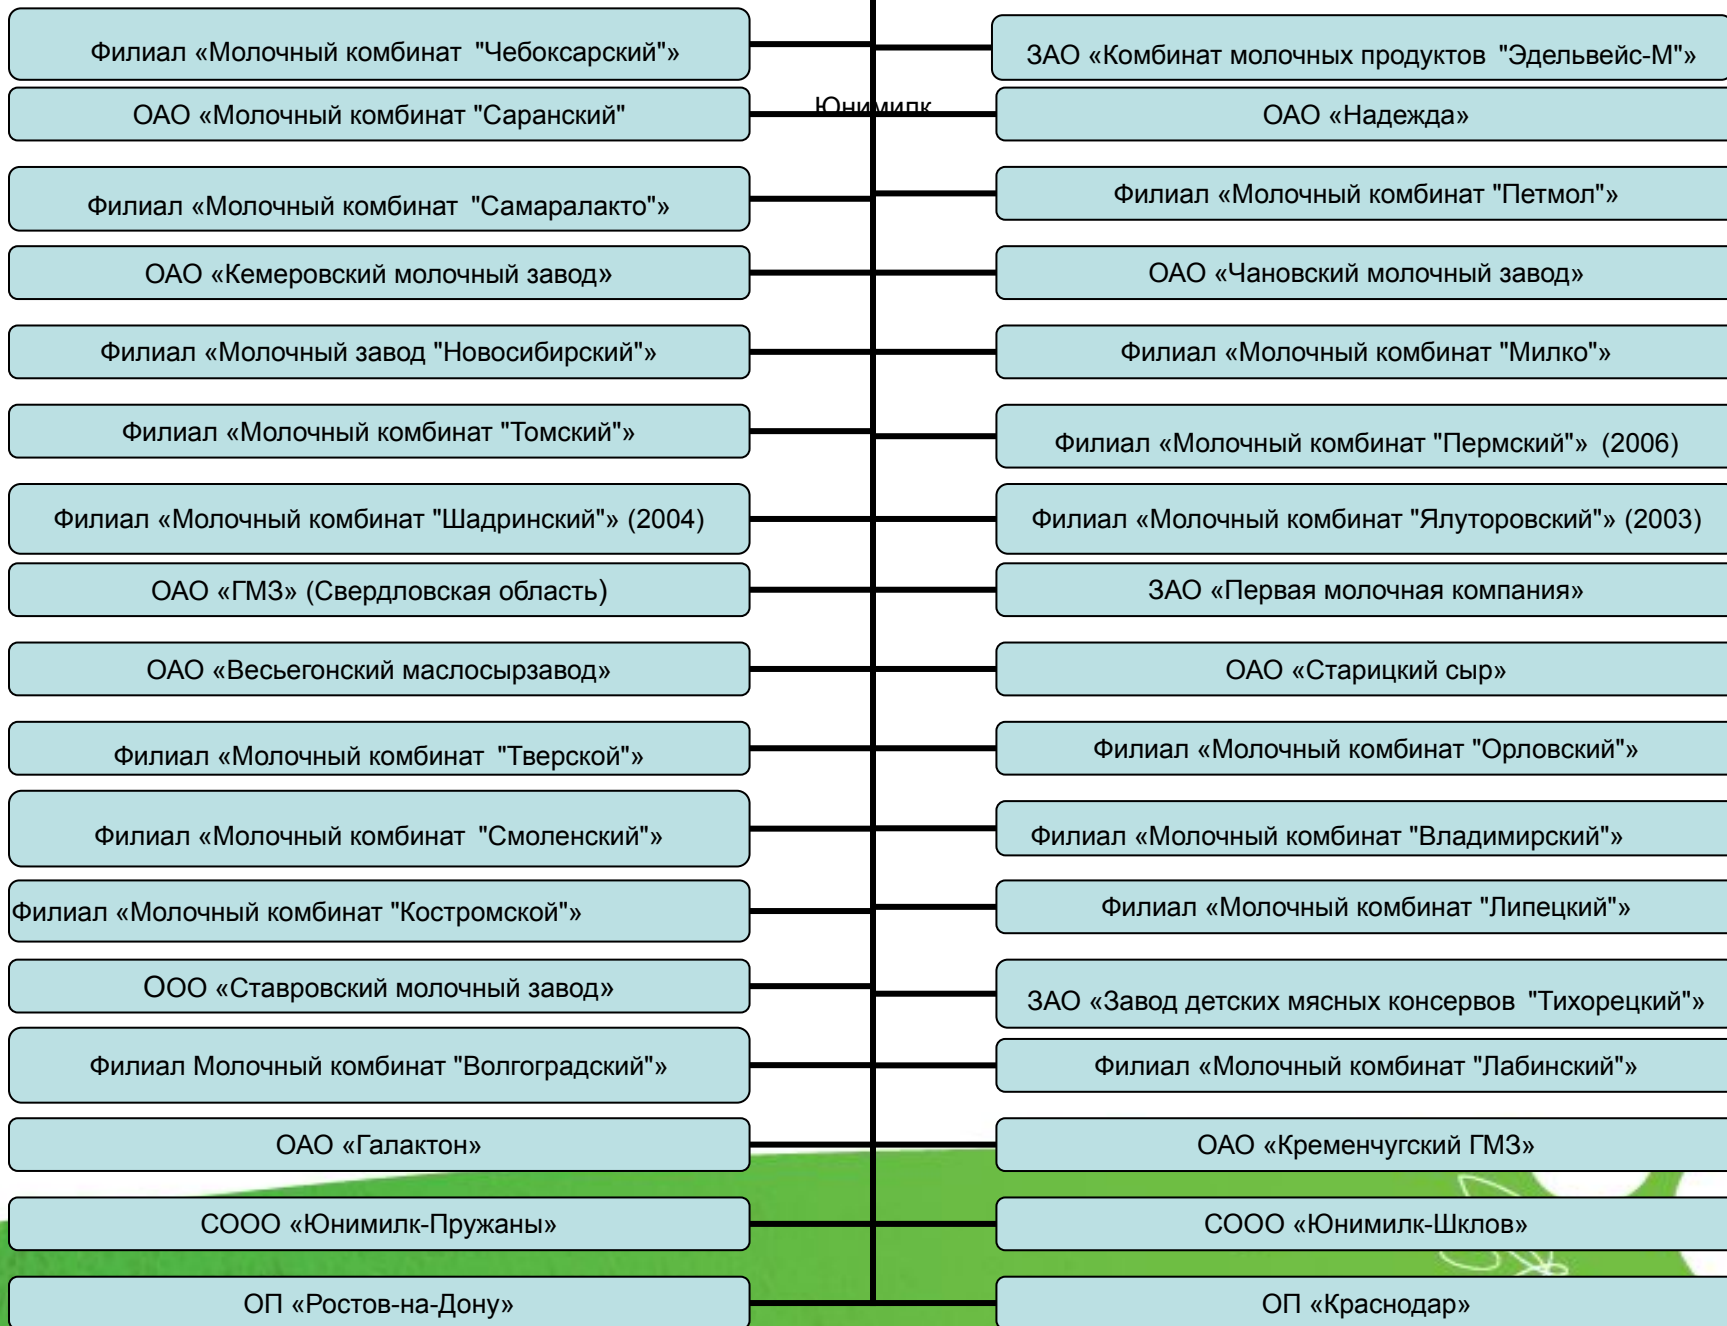 Филиал «Молочный комбинат "Чебоксарский"»
ЗАО «Комбинат молочных продуктов "Эдельвейс-М"»
Юнимилк
ОАО «Молочный комбинат "Саранский"
ОАО «Надежда»
Филиал «Молочный комбинат "Самаралакто"»
Филиал «Молочный комбинат "Петмол"»
ОАО «Кемеровский молочный завод»
ОАО «Чановский молочный завод»
Филиал «Молочный завод "Новосибирский"»
Филиал «Молочный комбинат "Милко"»
Филиал «Молочный комбинат "Томский"»
Филиал «Молочный комбинат "Пермский"» (2006)
Филиал «Молочный комбинат "Шадринский"» (2004)
Филиал «Молочный комбинат "Ялуторовский"» (2003)
ОАО «ГМЗ» (Свердловская область)
ЗАО «Первая молочная компания»
ОАО «Весьегонский маслосырзавод»
ОАО «Старицкий сыр»
Филиал «Молочный комбинат "Тверской"»
Филиал «Молочный комбинат "Орловский"»
Филиал «Молочный комбинат "Смоленский"»
Филиал «Молочный комбинат "Владимирский"»
Филиал «Молочный комбинат "Костромской"»
Филиал «Молочный комбинат "Липецкий"»
ООО «Ставровский молочный завод»
ЗАО «Завод детских мясных консервов "Тихорецкий"»
Филиал Молочный комбинат "Волгоградский"»
Филиал «Молочный комбинат "Лабинский"»
ОАО «Галактон»
ОАО «Кременчугский ГМЗ»
СООО «Юнимилк-Пружаны»
СООО «Юнимилк-Шклов»
ОП «Ростов-на-Дону»
ОП «Краснодар»